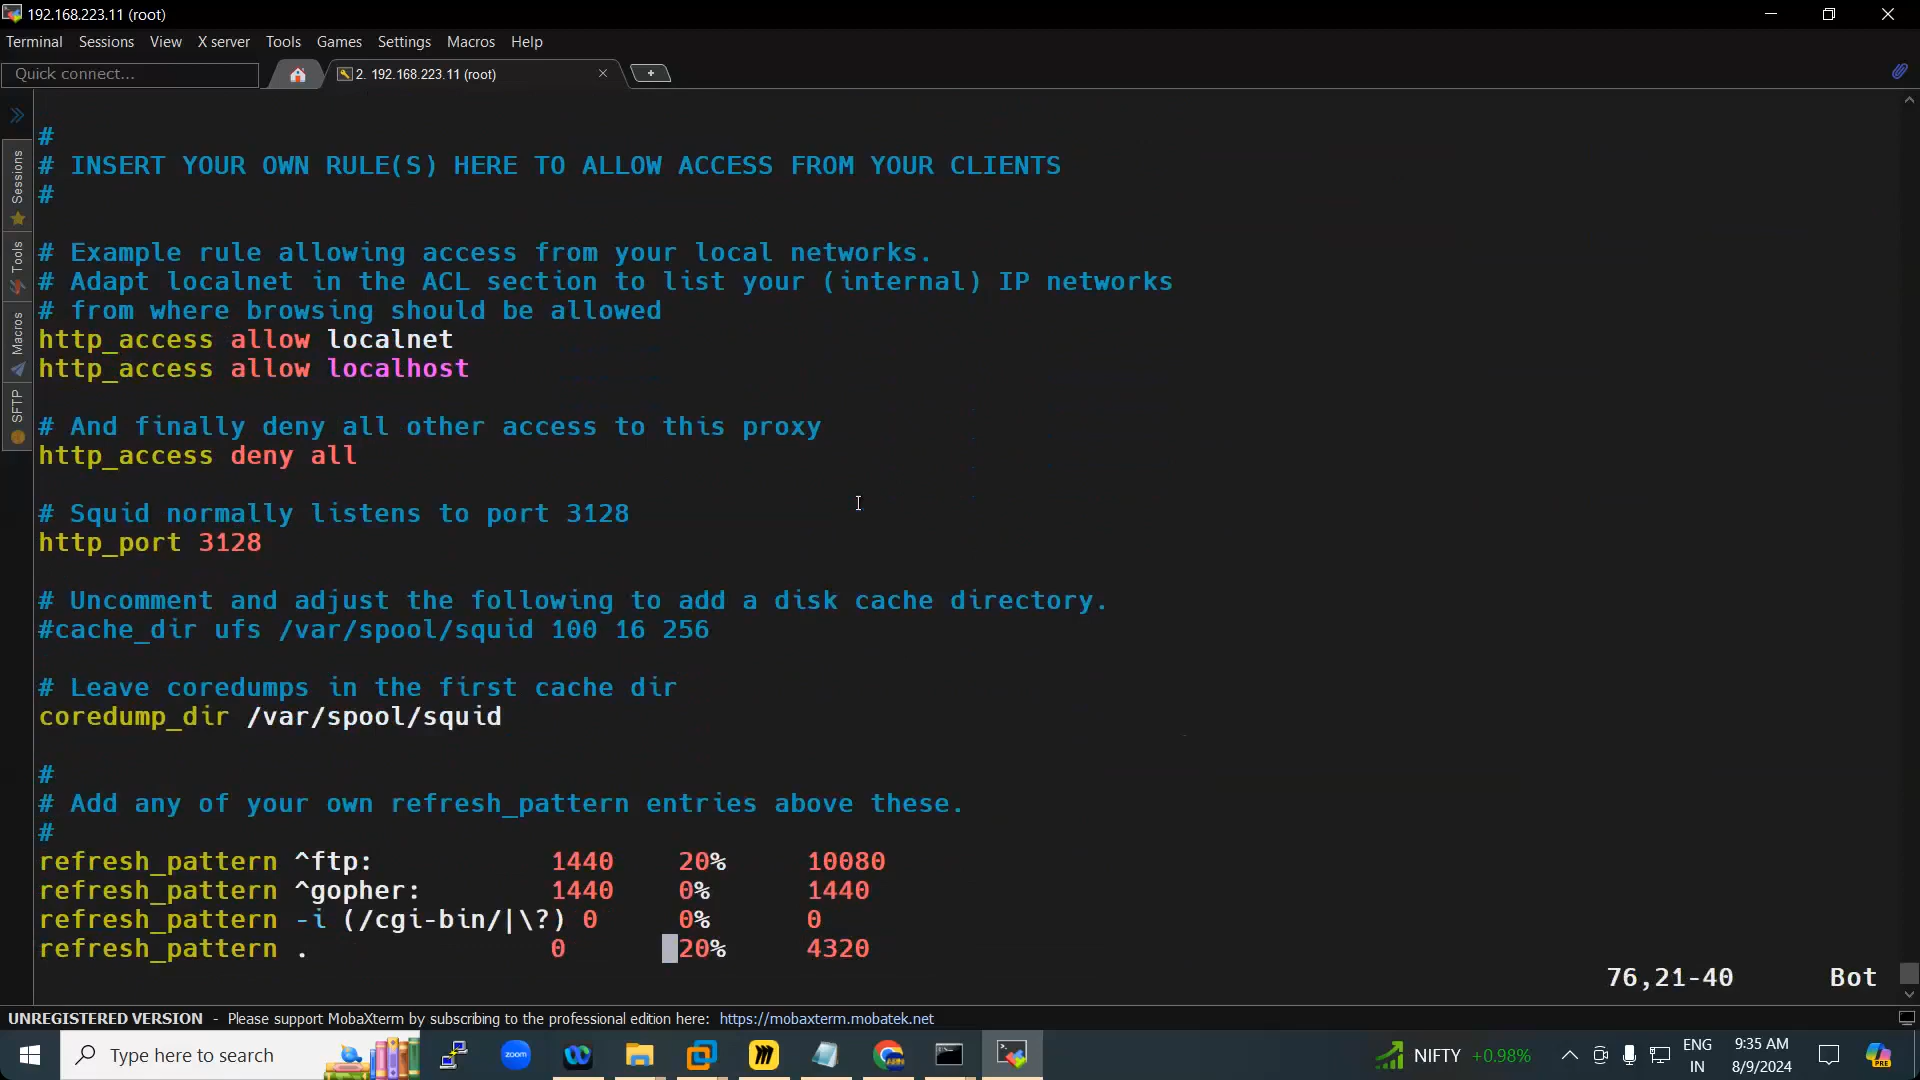 192.168.223.11 (root)
Terminal Sessions View X server Tools Games Settings Macros Help
Quick connect...
2. 192.168.223.11 (root)
Sessions
Tools
Macros
SFTP
#
# INSERT YOUR OWN RULE(S) HERE TO ALLOW ACCESS FROM YOUR CLIENTS
#
# Example rule allowing access from your local networks.
# Adapt localnet in the ACL section to list your (internal) IP networks
# from where browsing should be allowed
http_access allow localnet
http_access allow localhost
# And finally deny all other access to this proxy
http_access deny all
# Squid normally listens to port 3128
http_port 3128
# Uncomment and adjust the following to add a disk cache directory.
#cache_dir ufs /var/spool/squid 100 16 256
# Leave coredumps in the first cache dir
coredump_dir /var/spool/squid
#
# Add any of your own refresh_pattern entries above these.
#
refresh_pattern ^ftp: 1440 20% 10080
refresh_pattern ^gopher: 1440 0% 1440
refresh_pattern -i (/cgi-bin/|\?) 0 0% 0
refresh_pattern . 0 20% 4320
76,21-40 Bot
UNREGISTERED VERSION - Please support MobaXterm by subscribing to the professional edition here: https://mobaxterm.mobatek.net
Type here to search
zoom
NIFTY +0.98%
ENG
IN
9:35 AM
8/9/2024
PRE